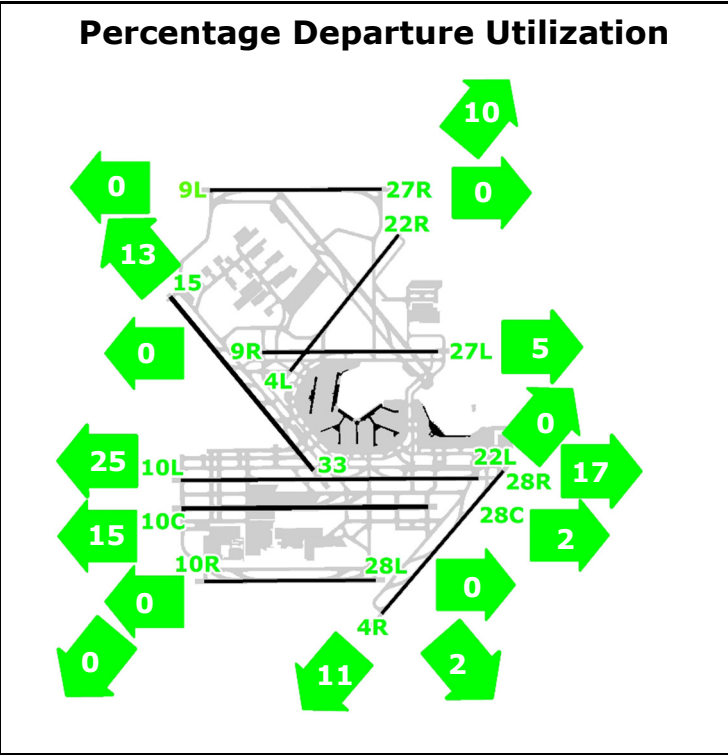 Percentage Departure Utilization
10
0
9L
27R
0
22R
13
15
0
9R
27L
5
4L
0
25
10L
33
22L
28R
17
15
10C
28C
2
10R
28L
0
0
4R
0
11
2